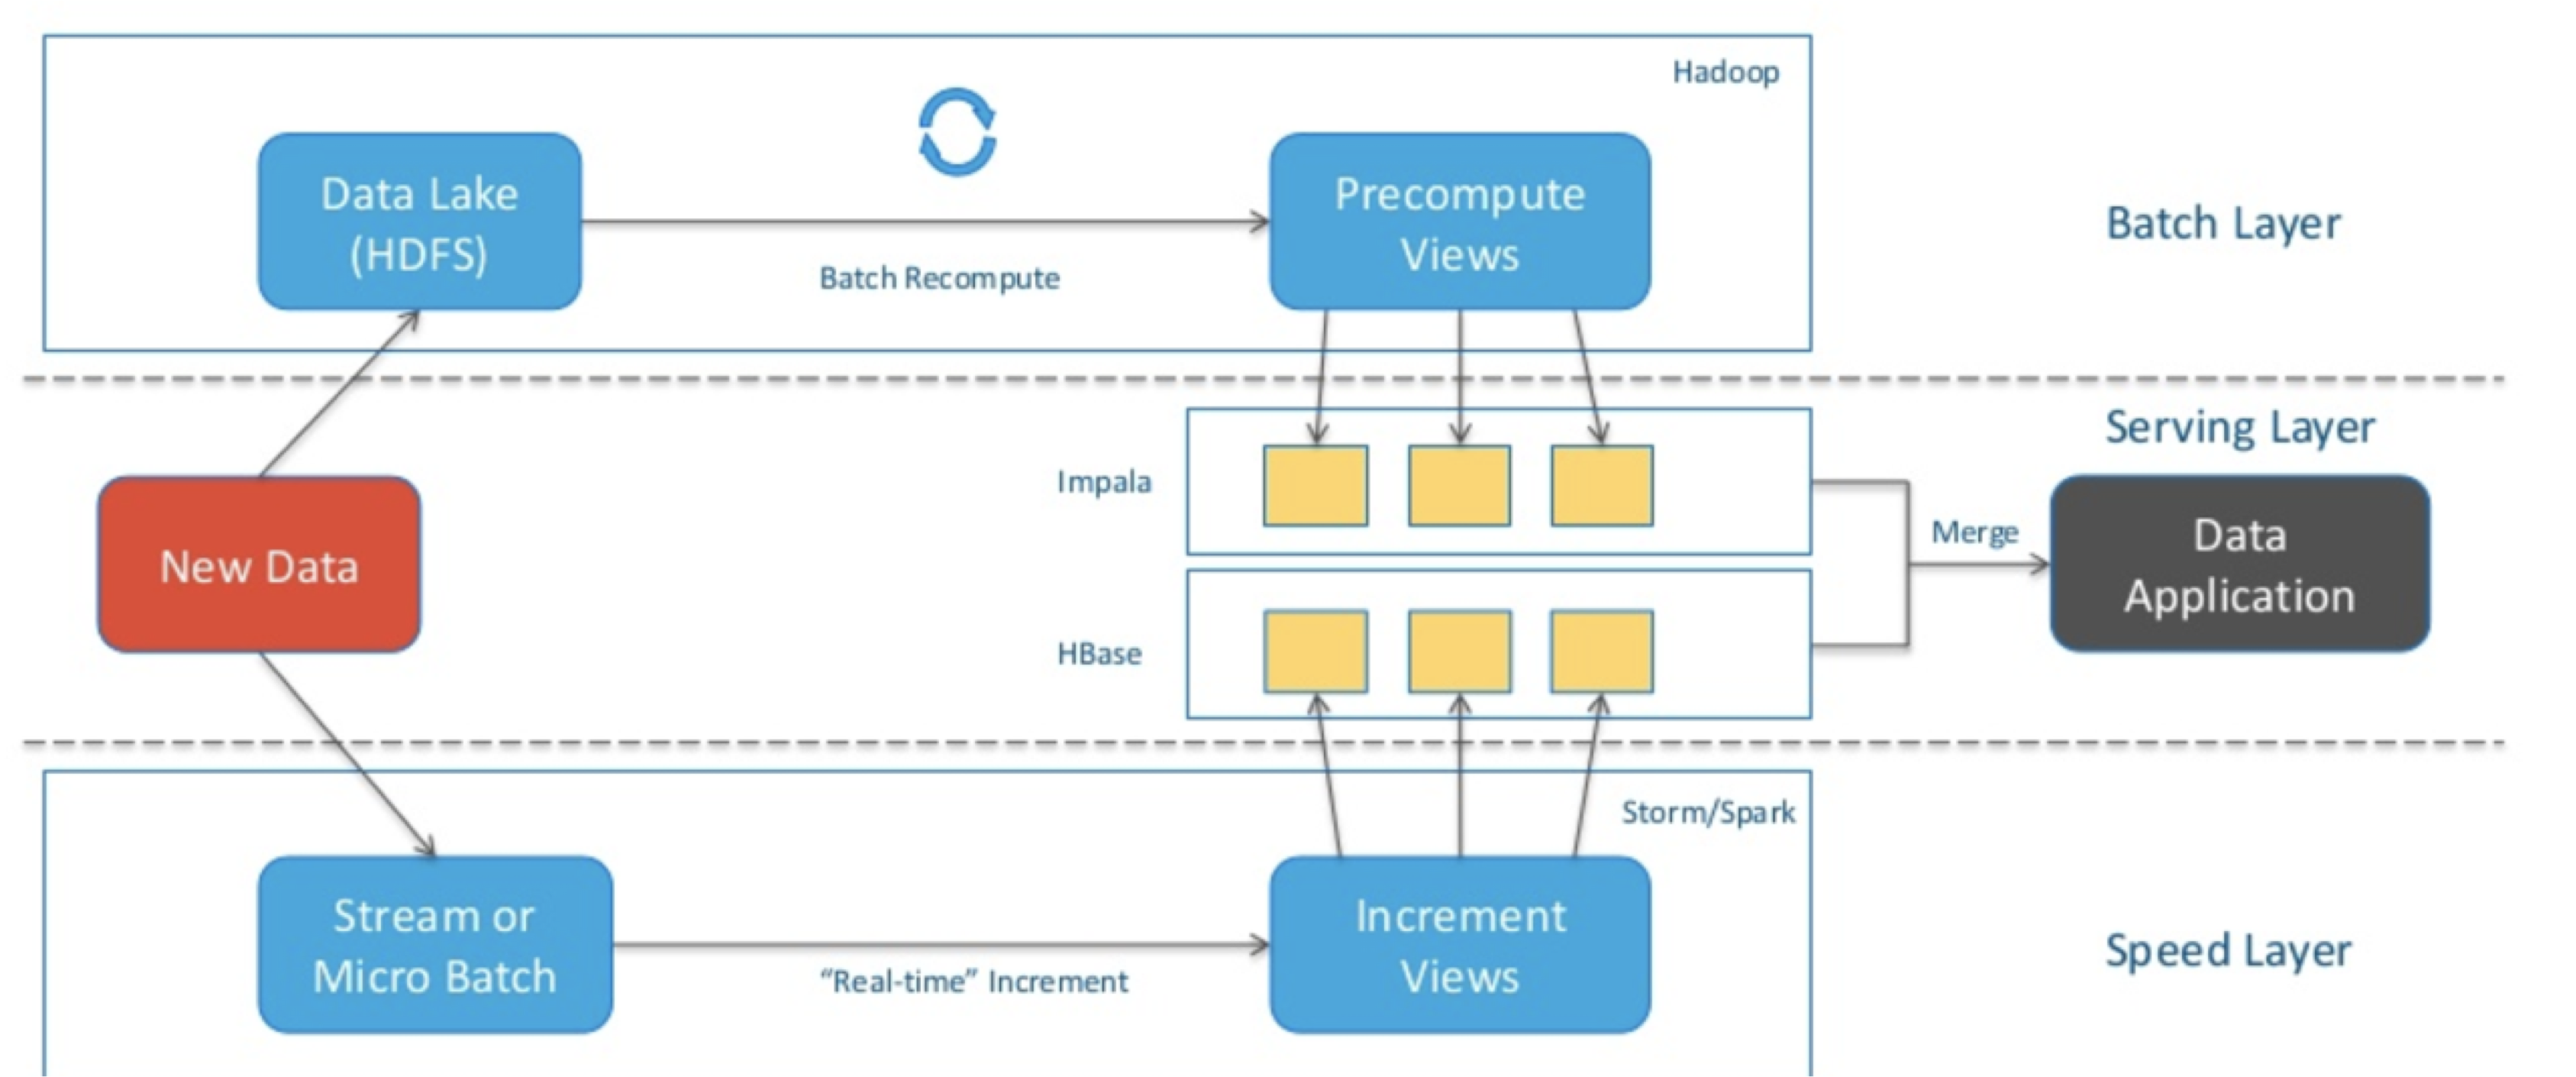 Hadoop
Data Lake
(HDFS)
Batch Recompute
Precompute
Views
Batch Layer
Serving Layer
New Data
Impala
HBase
Merge
Data
Application
Storm/Spark
Stream or
Micro Batch
“Real-time” Increment
Increment
Views
Speed Layer